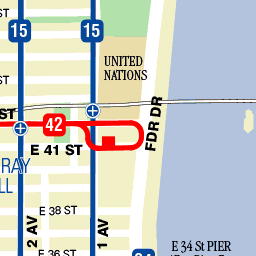 15
15
UNITED
NATIONS
ST
42
FDR DR
E 41 ST
RAY
LL
E 38 ST
2 AV
1 AV
E 36 ST
E 34 St PIER